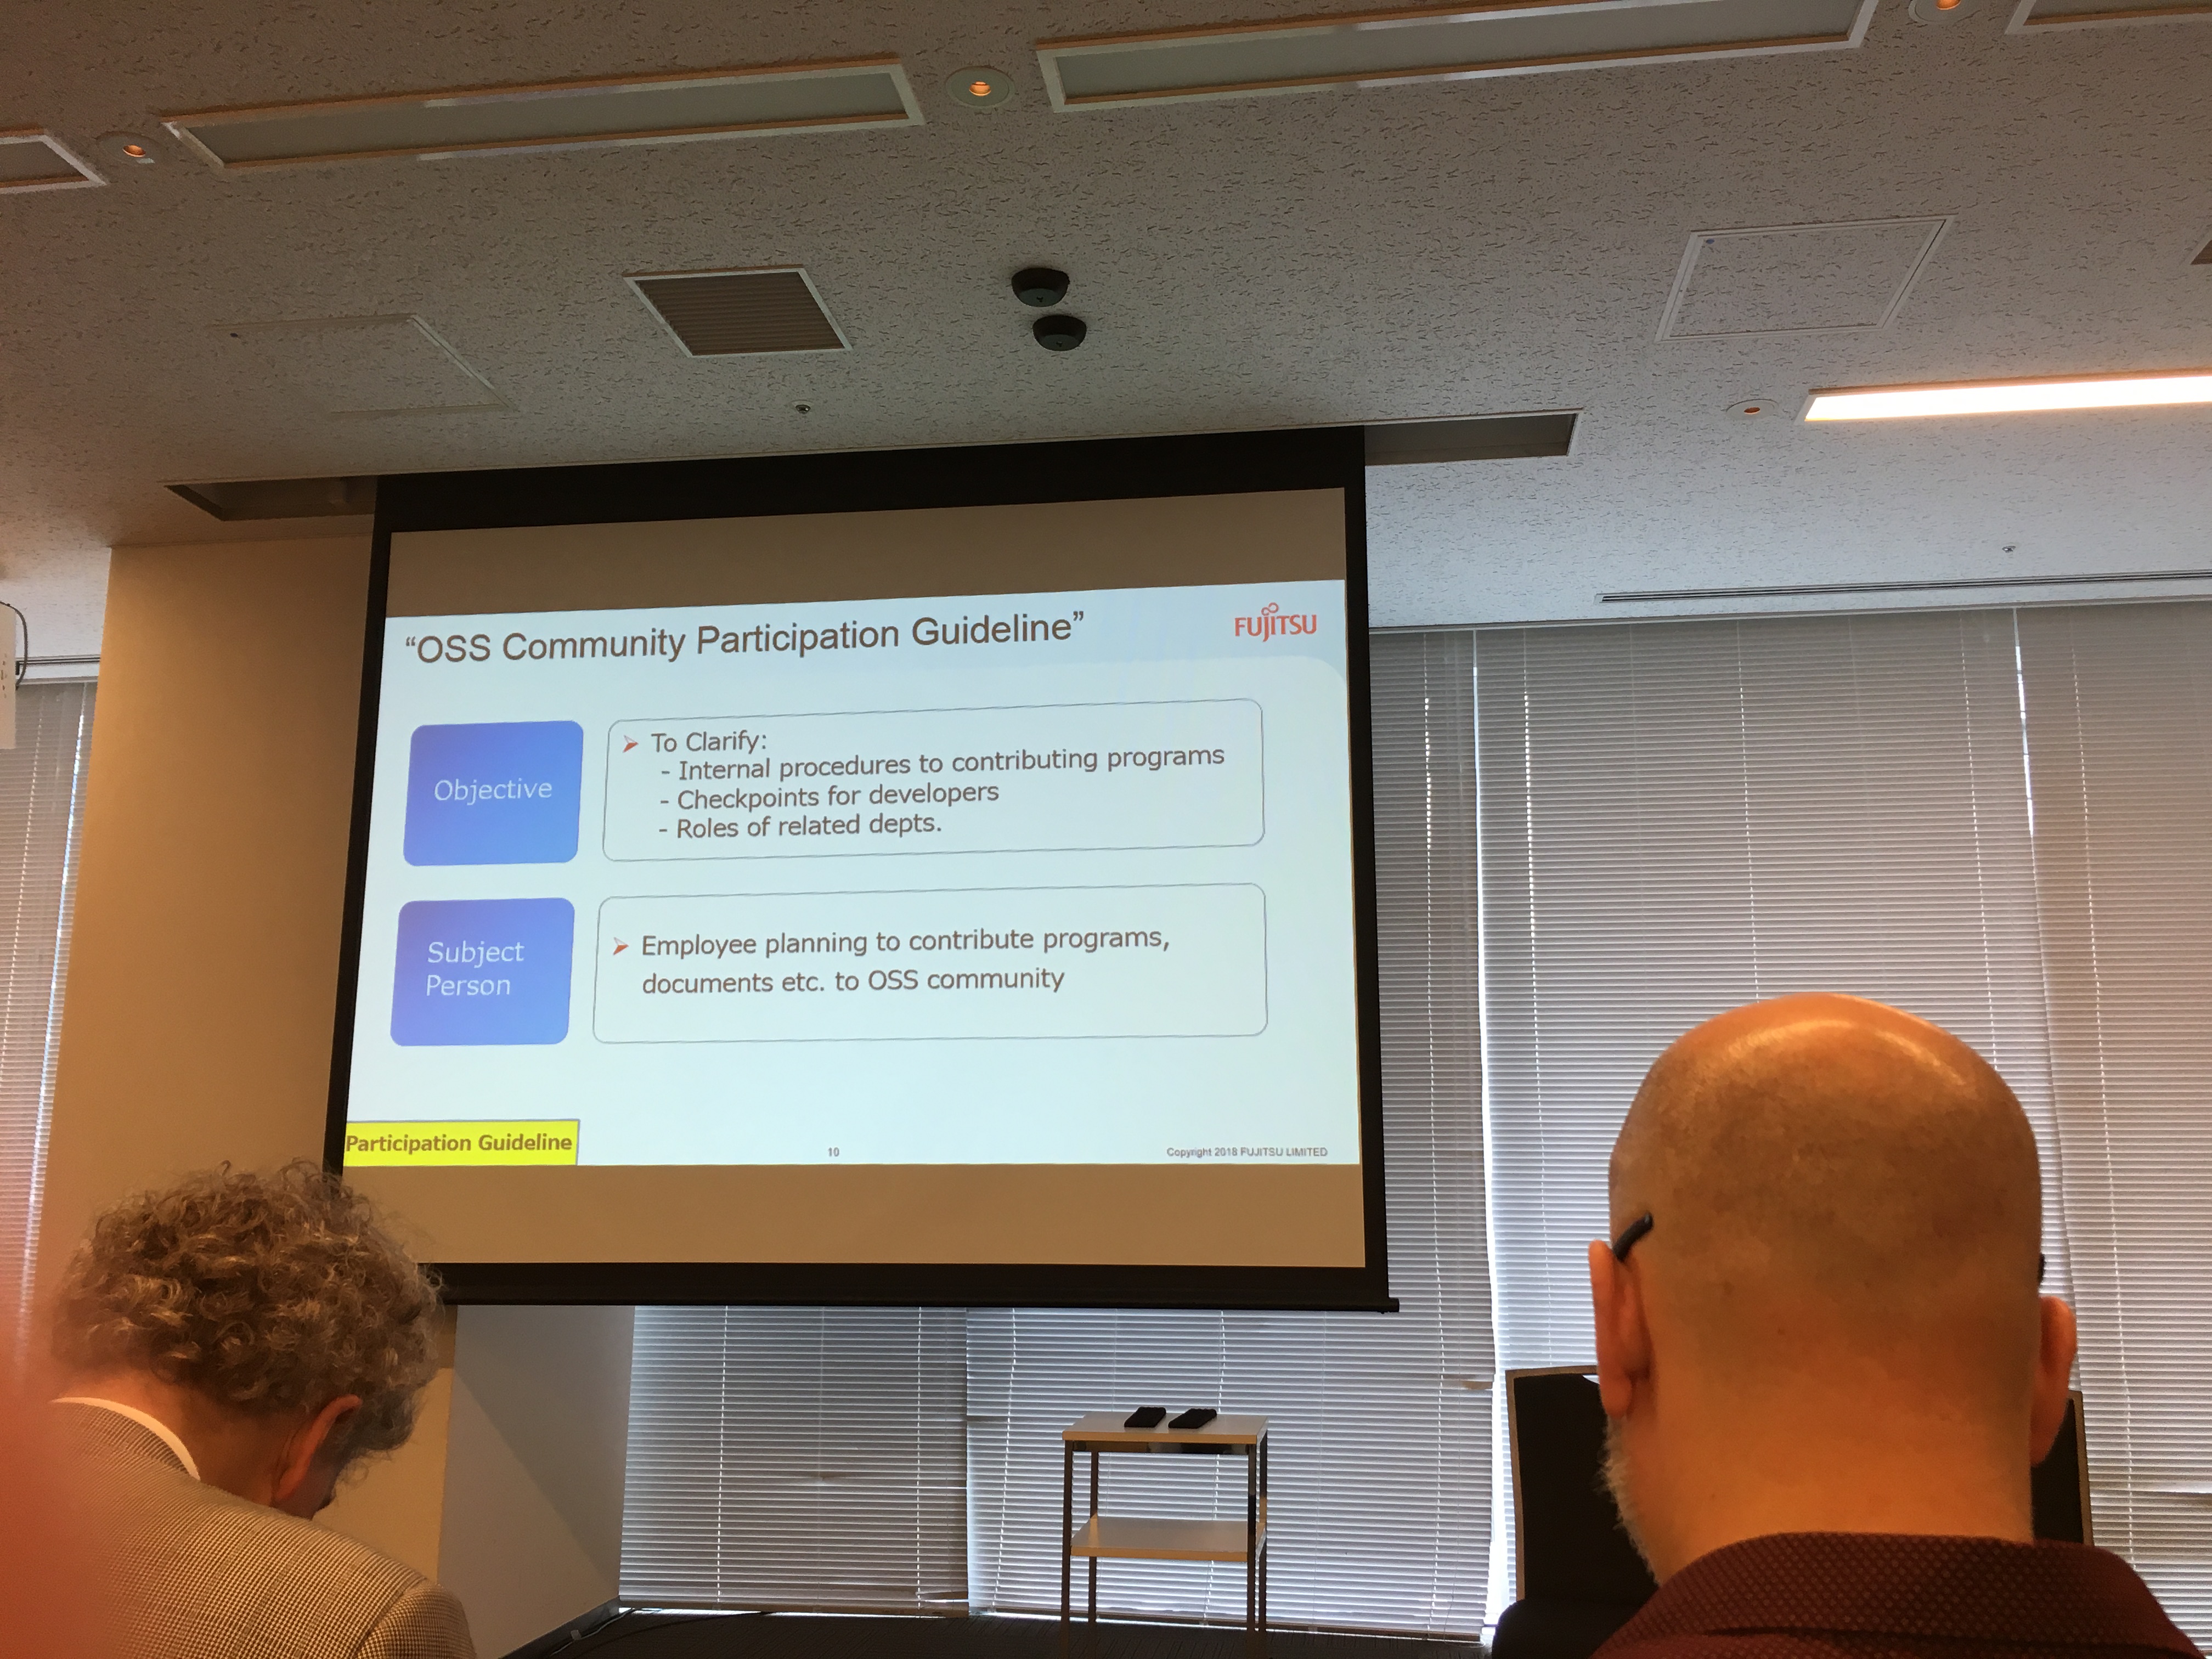 “OSS Community Participation Guideline”
FUJITSU
Objective
➢ To Clarify:
- Internal procedures to contributing programs
- Checkpoints for developers
- Roles of related depts.
Subject
Person
➢ Employee planning to contribute programs,
documents etc. to OSS community
Participation Guideline
10
Copyright 2018 FUJITSU LIMITED